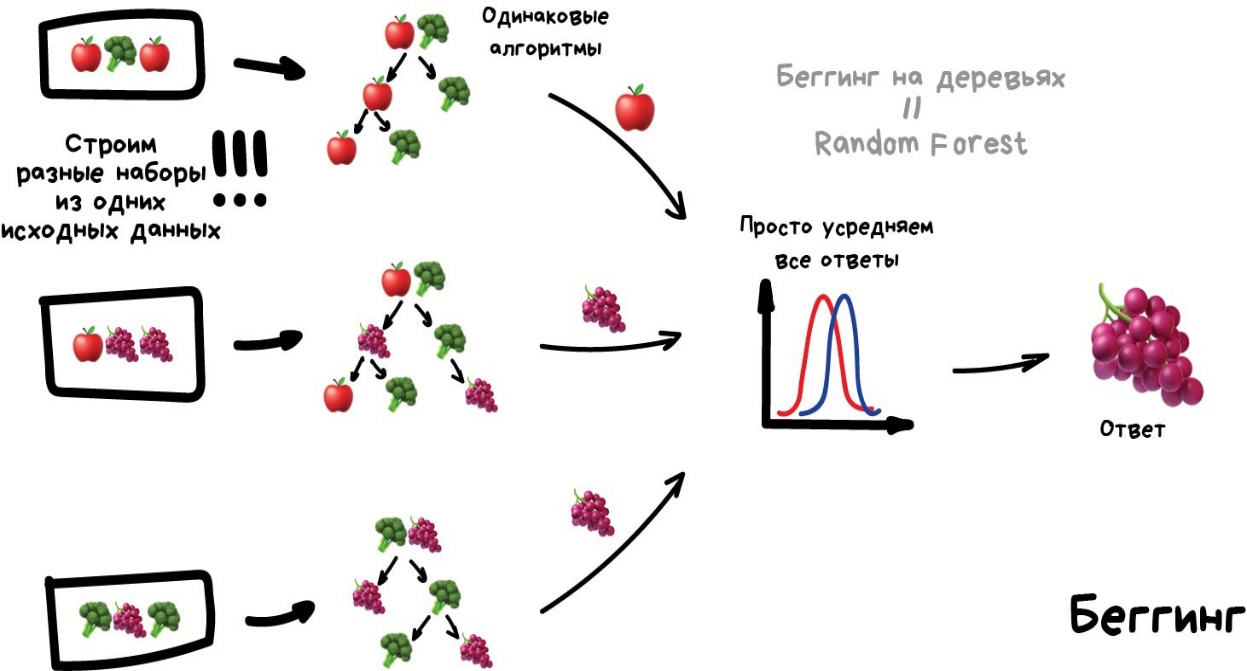 Одинаковые
алгоритмы
Беггинг на деревьях
=
Random Forest
Строим
разные наборы
из одних
исходных данных
!!!
Просто усредняем
все ответы
Ответ
Беггинг